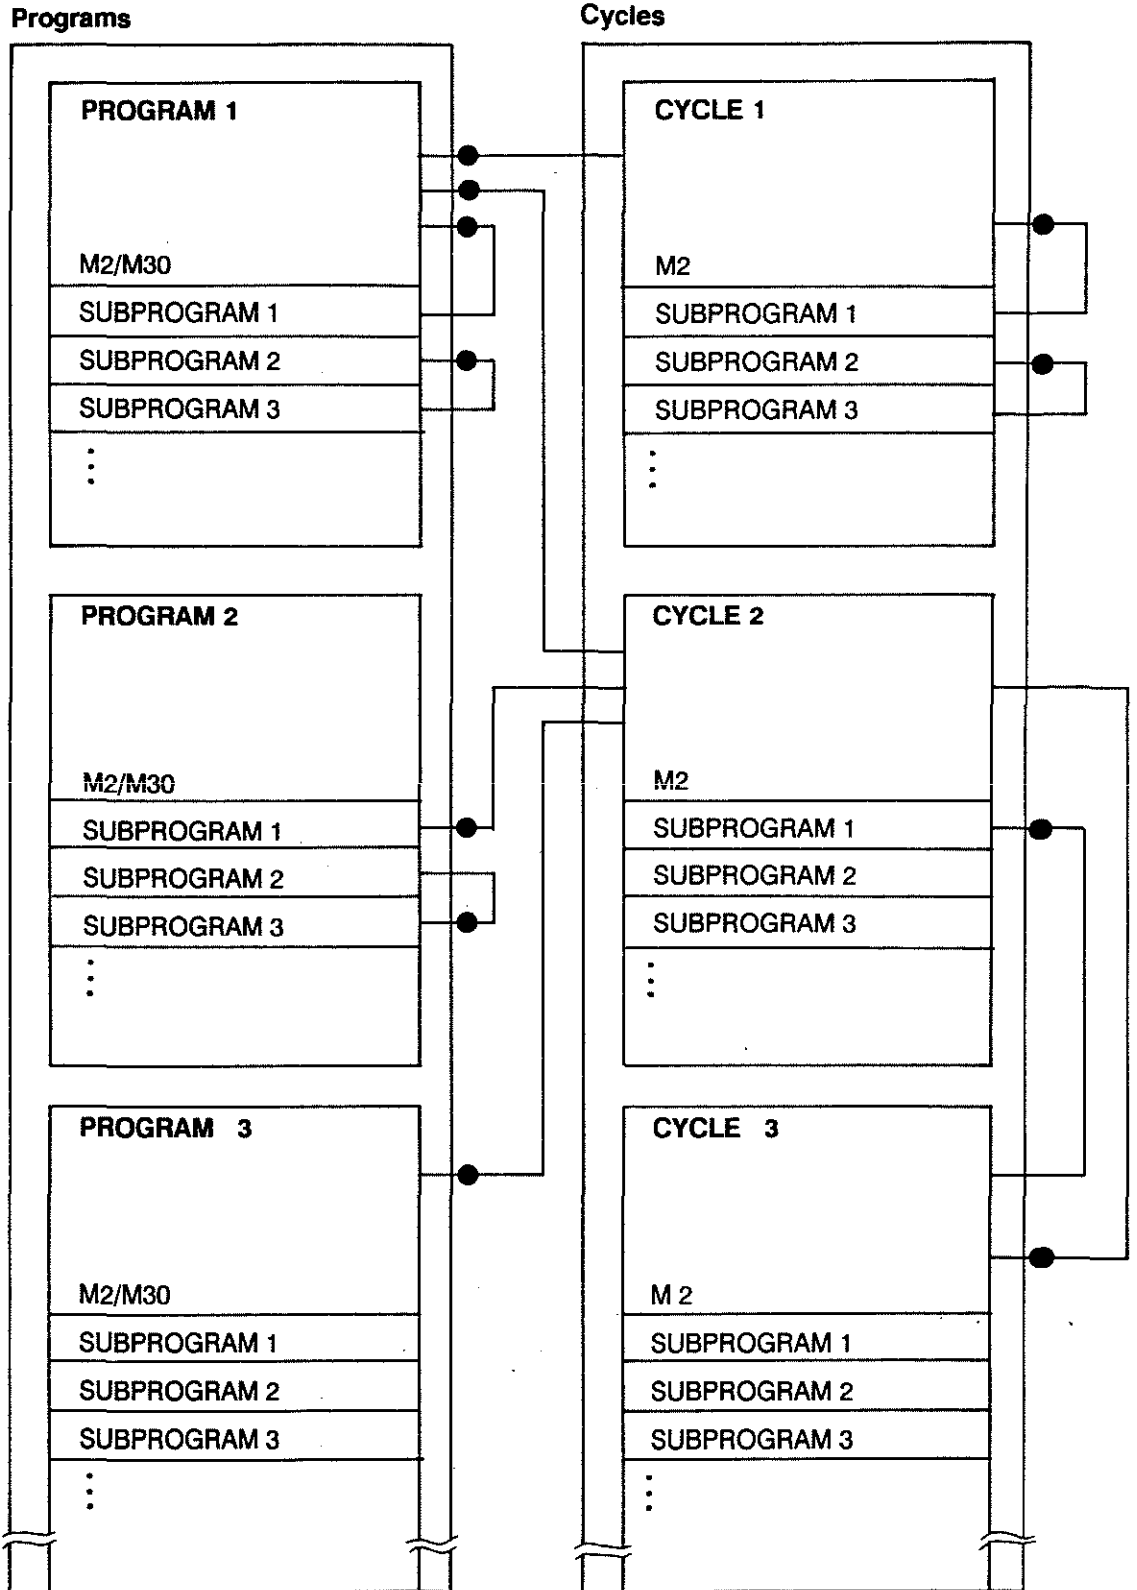 Programs
PROGRAM 1
M2/M30
SUBPROGRAM 1
SUBPROGRAM 2
SUBPROGRAM 3
PROGRAM 2
M2/M30
SUBPROGRAM 1
SUBPROGRAM 2
SUBPROGRAM 3
PROGRAM 3
M2/M30
SUBPROGRAM 1
SUBPROGRAM 2
SUBPROGRAM 3
Cycles
CYCLE 1
M2
SUBPROGRAM 1
SUBPROGRAM 2
SUBPROGRAM 3
CYCLE 2
M2
SUBPROGRAM 1
SUBPROGRAM 2
SUBPROGRAM 3
CYCLE 3
M 2
SUBPROGRAM 1
SUBPROGRAM 2
SUBPROGRAM 3